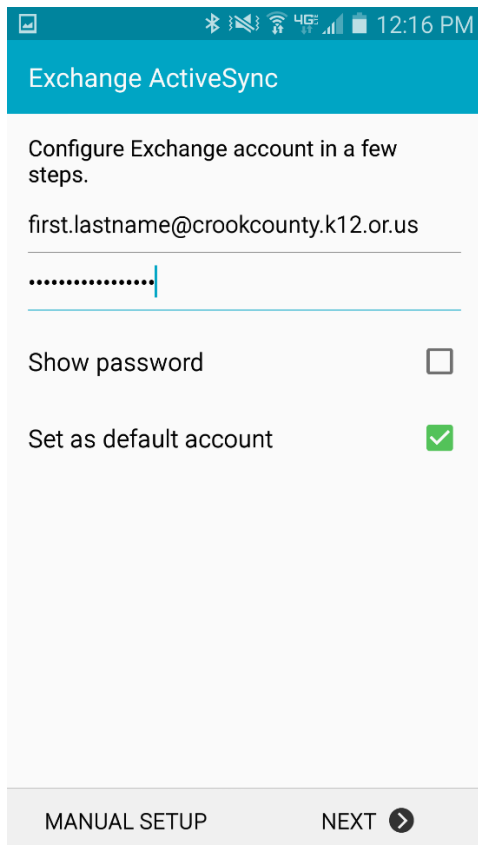 4G 12:16 PM
Exchange ActiveSync
Configure Exchange account in a few
steps.
first.lastname@crookcounty.k12.or.us
•••••••••••••••••
Show password
Set as default account
MANUAL SETUP NEXT